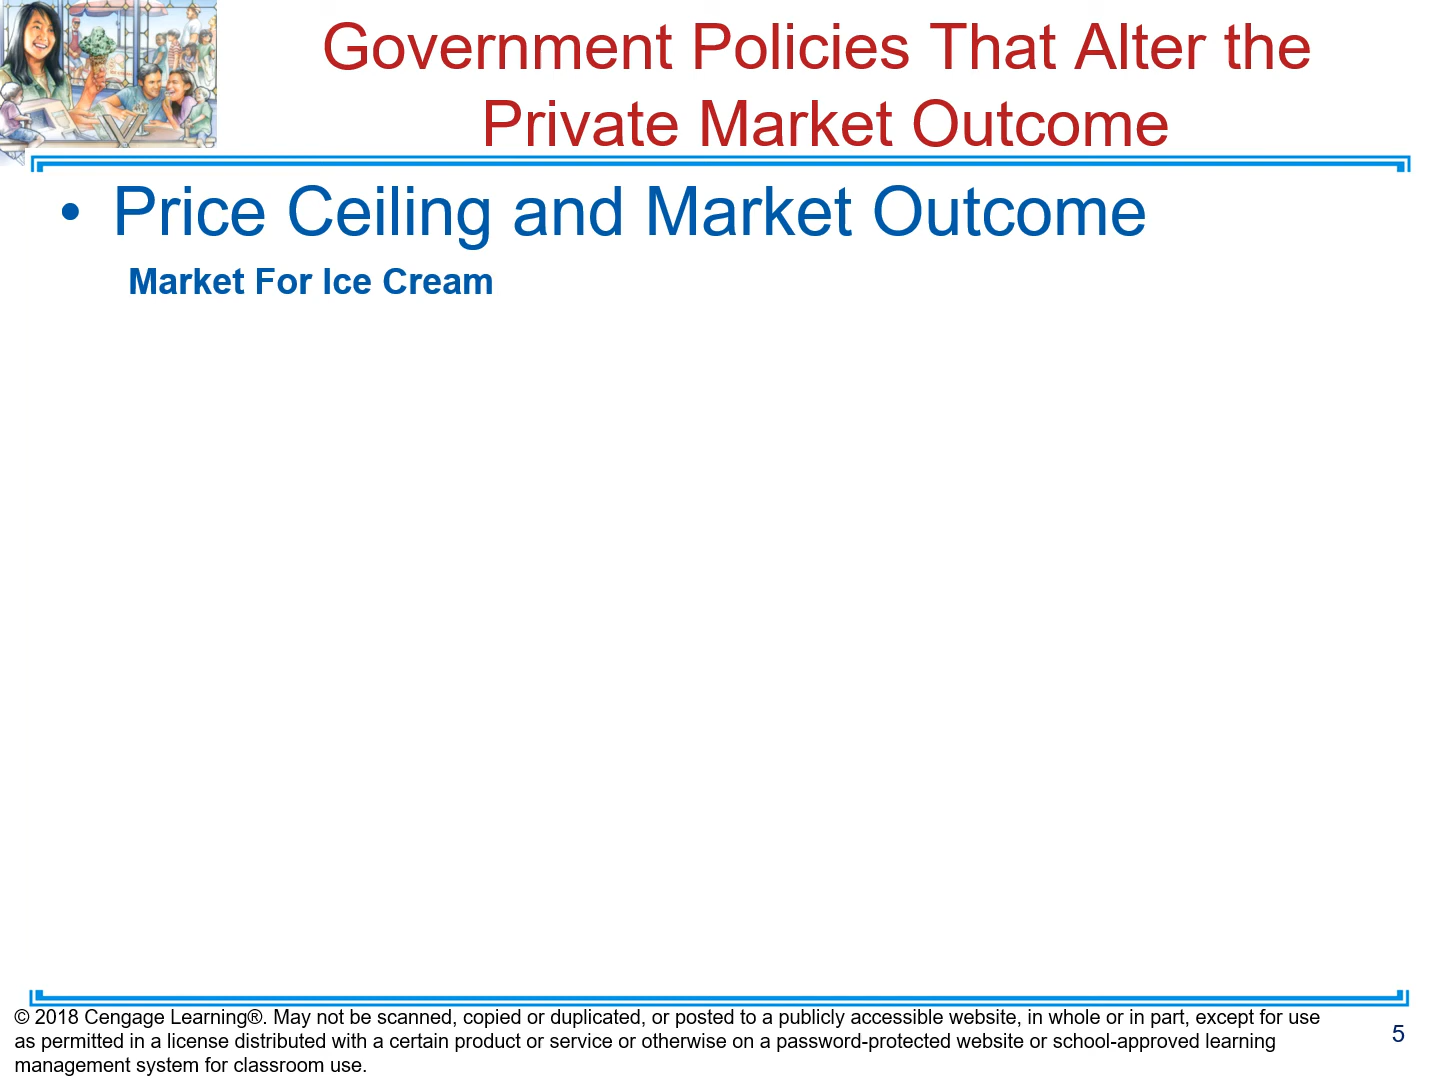 Government Policies That Alter the
Private Market Outcome
• Price Ceiling and Market Outcome
Market For Ice Cream
© 2018 Cengage Learning®. May not be scanned, copied or duplicated, or posted to a publicly accessible website, in whole or in part, except for use
as permitted in a license distributed with a certain product or service or otherwise on a password-protected website or school-approved learning
management system for classroom use.
5